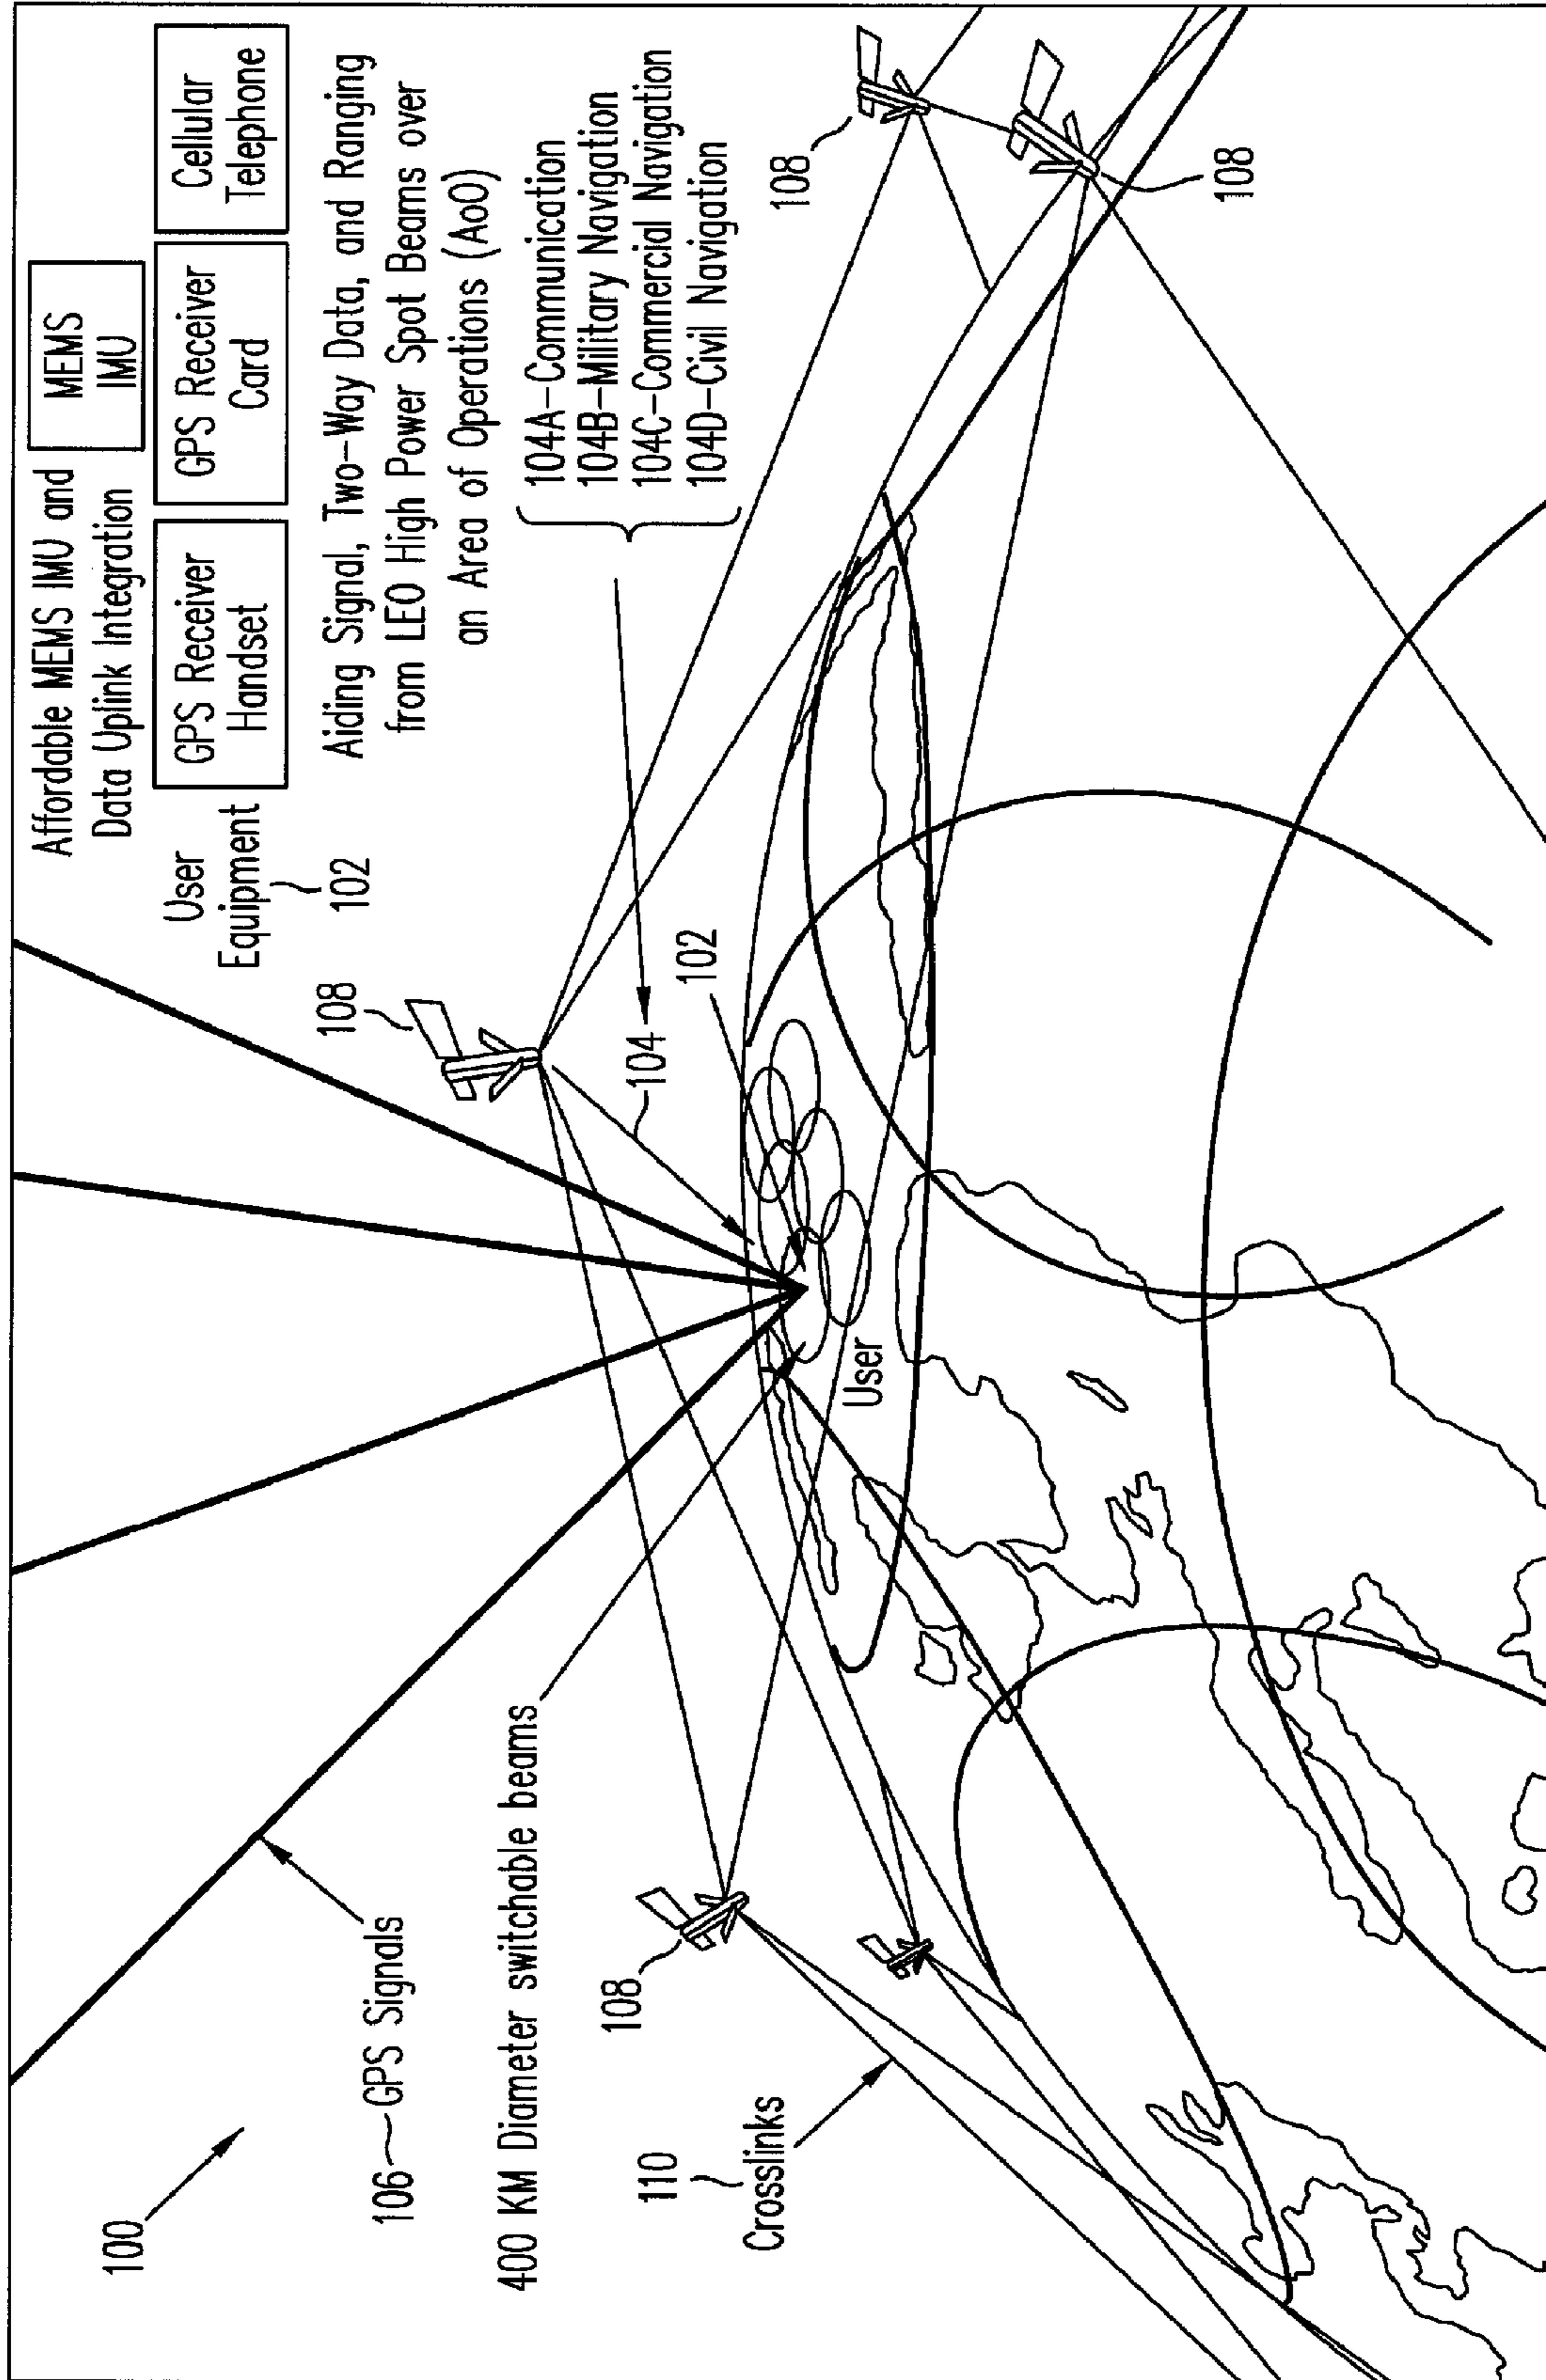 Affordable MEMS IMU and
Data Uplink Integration
MEMS
IMU
User
Equipment
102
GPS Receiver
Handset
GPS Receiver
Card
Cellular
Telephone
Aiding Signal, Two-Way Data, and Ranging
from LEO High Power Spot Beams over
an Area of Operations (AoO)
104A-Communication
104B-Military Navigation
104C-Commercial Navigation
104D-Civil Navigation
100
106
GPS Signals
400 KM Diameter switchable beams
108
104
102
108
110
Crosslinks
User
108
108